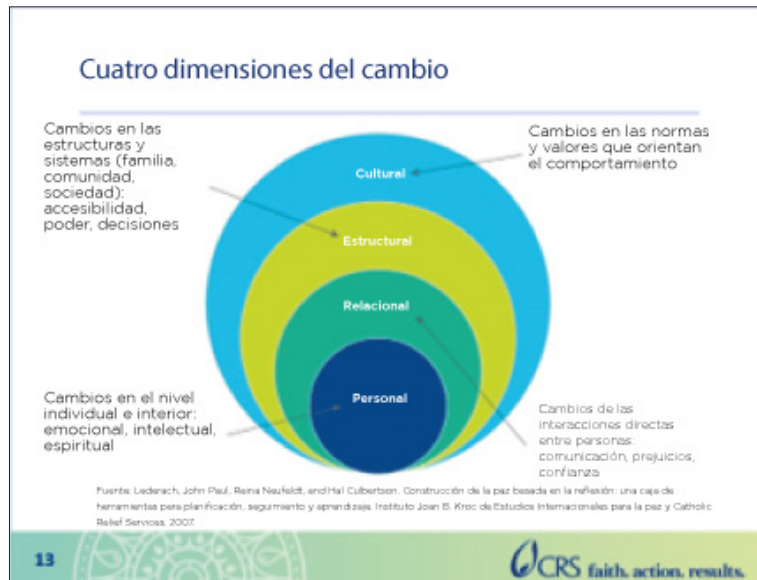 Cuatro dimensiones del cambio
Cambios en las
estructuras y
sistemas (familia,
comunidad,
sociedad):
accesibilidad,
poder, decisiones
Cambios en las normas
y valores que orientan
el comportamiento
Cultural
Estructural
Relacional
Personal
Cambios en el nivel
individual e interior:
emocional, intelectual,
espiritual
Cambios de las
interacciones directas
entre personas:
comunicación, prejuicios,
confianza
Fuente: Lederach, John Paul, Reina Neufeldt, and Hal Culbertson. Construcción de la paz basada en la reflexión: una caja de
herramientas para planificación, seguimiento y aprendizaje. Instituto Joan B. Kroc de Estudios Internacionales para la paz y Catholic
Relief Services, 2007.
13
CRS faith. action. results.